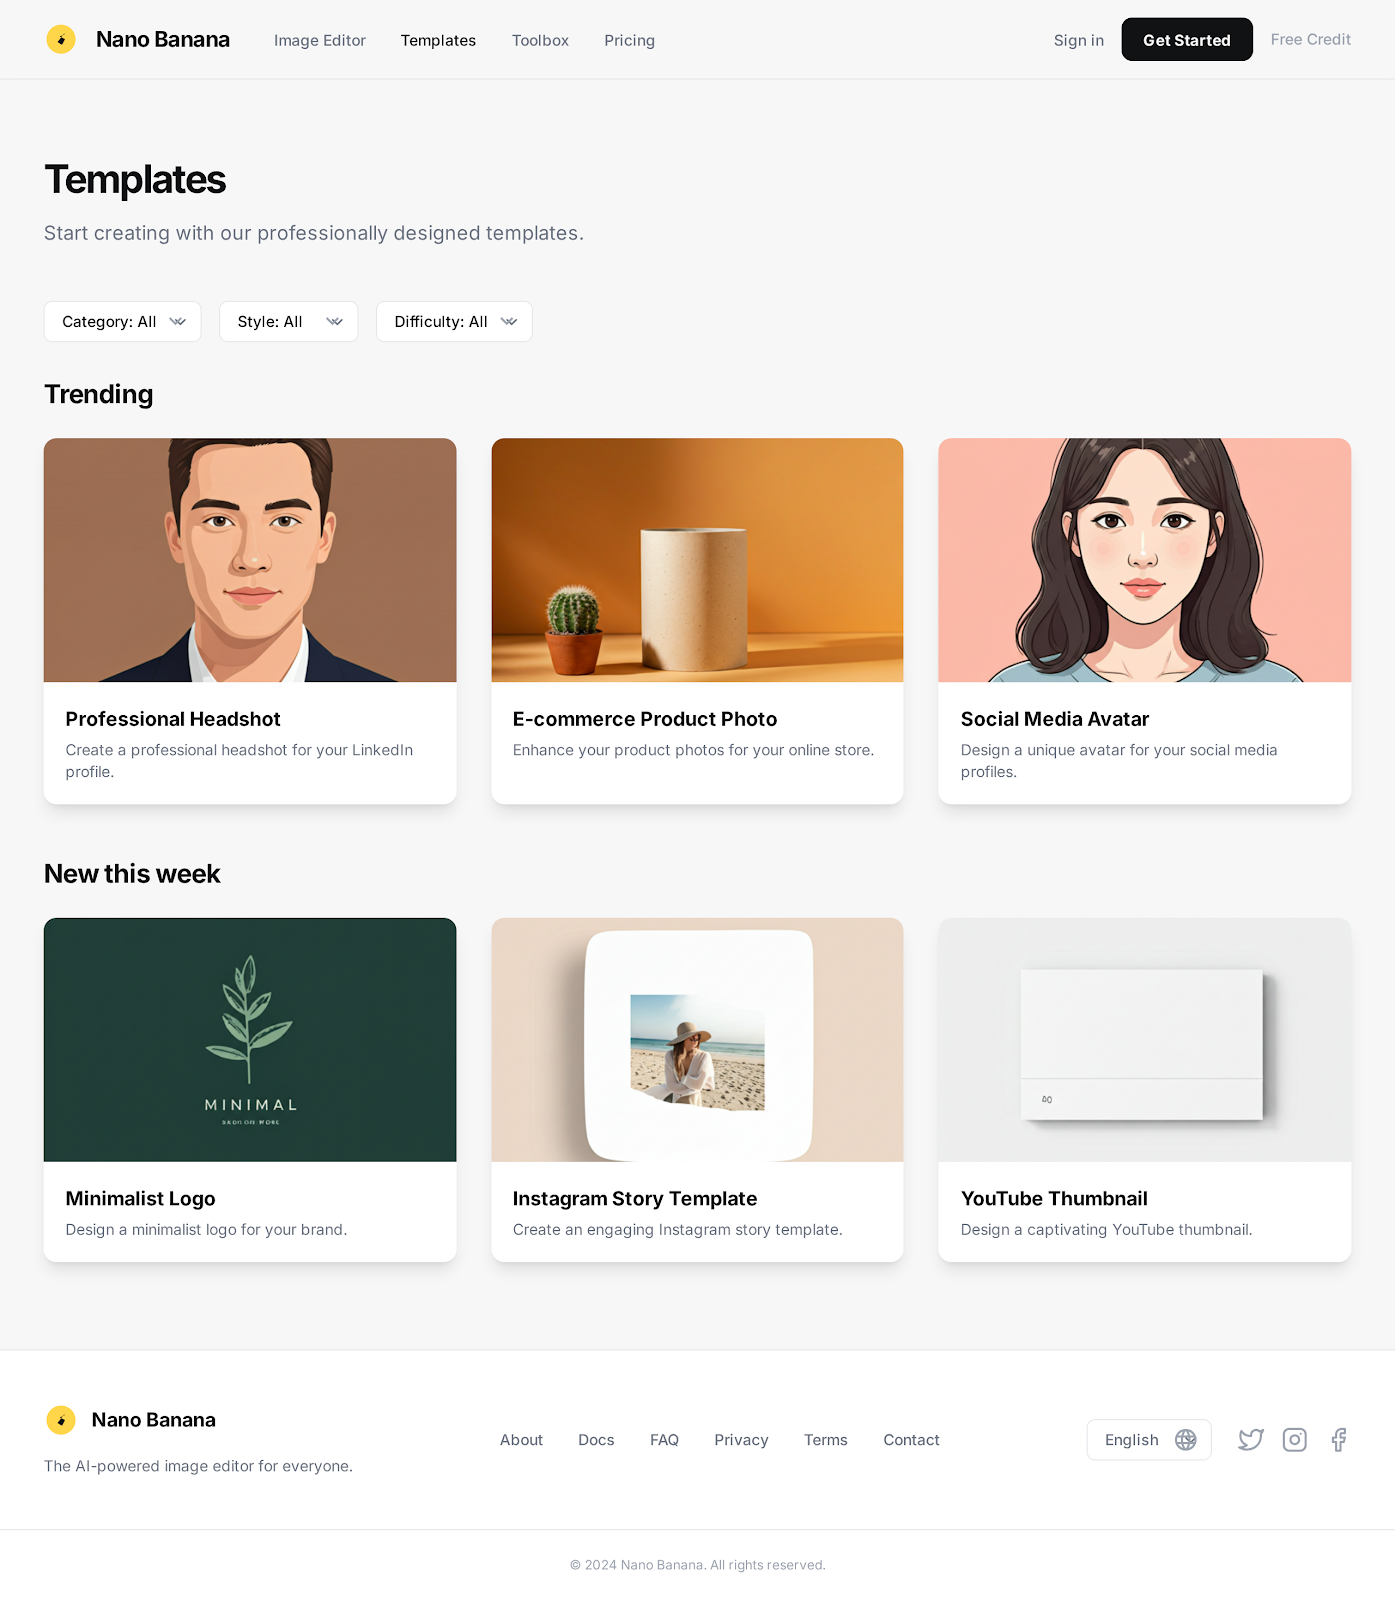 Nano Banana
Image Editor
Templates
Toolbox
Pricing
Sign in
Get Started
Free Credit
Templates
Start creating with our professionally designed templates.
Category: All
Style: All
Difficulty: All
Trending
Professional Headshot
Create a professional headshot for your LinkedIn
profile.
E-commerce Product Photo
Enhance your product photos for your online store.
Social Media Avatar
Design a unique avatar for your social media
profiles.
New this week
MINIMAL
Minimalist Logo
Design a minimalist logo for your brand.
Instagram Story Template
Create an engaging Instagram story template.
YouTube Thumbnail
Design a captivating YouTube thumbnail.
Nano Banana
The AI-powered image editor for everyone.
About
Docs
FAQ
Privacy
Terms
Contact
English
© 2024 Nano Banana. All rights reserved.